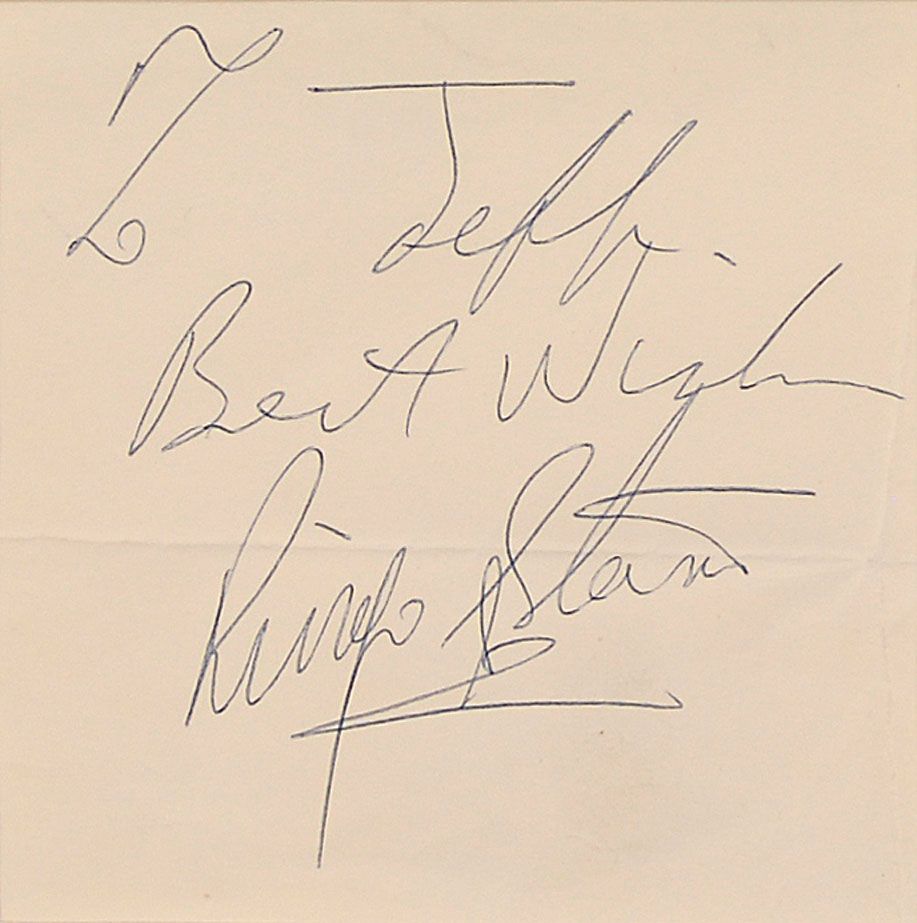 To Jeff.
Best Wishes
Ringo Starr